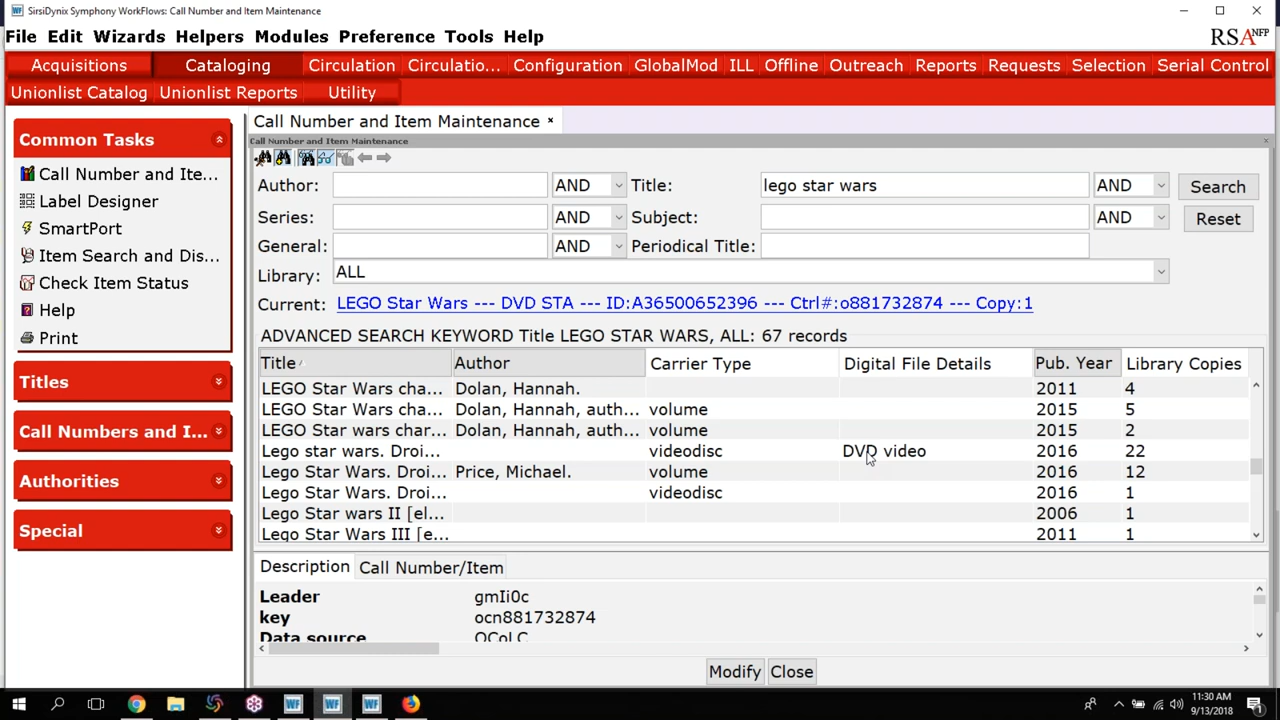 SirsiDynix Symphony WorkFlows: Call Number and Item Maintenance
File Edit Wizards Helpers Modules Preference Tools Help
RSA NFP
Acquisitions Cataloging Circulation Circulatio... Configuration GlobalMod ILL Offline Outreach Reports Requests Selection Serial Control
Unionlist Catalog Unionlist Reports Utility
Call Number and Item Maintenance ×
Call Number and Item Maintenance
Common Tasks
Call Number and Ite...
Label Designer
SmartPort
Item Search and Dis...
Check Item Status
Help
Print
Titles
Call Numbers and I...
Authorities
Special
Author: AND Title: lego star wars AND Search
Series: AND Subject: AND Reset
General: AND Periodical Title:
Library: ALL
Current: LEGO Star Wars --- DVD STA --- ID:A36500652396 --- Ctrl#:o881732874 --- Copy:1
ADVANCED SEARCH KEYWORD Title LEGO STAR WARS, ALL: 67 records
Title Author Carrier Type Digital File Details Pub. Year Library Copies
LEGO Star Wars cha... Dolan, Hannah. 2011 4
LEGO Star Wars cha... Dolan, Hannah, auth... volume 2015 5
LEGO Star wars char... Dolan, Hannah, auth... volume 2015 2
Lego star wars. Droi... videodisc DVD video 2016 22
Lego Star Wars. Droi... Price, Michael. volume 2016 12
Lego Star Wars. Droi... videodisc 2016 1
Lego Star wars II [el... 2006 1
Lego Star Wars III [e... 2011 1
Description Call Number/Item
Leader gmIi0c
key ocn881732874
Data source OCoLC
Modify Close
11:30 AM
9/13/2018